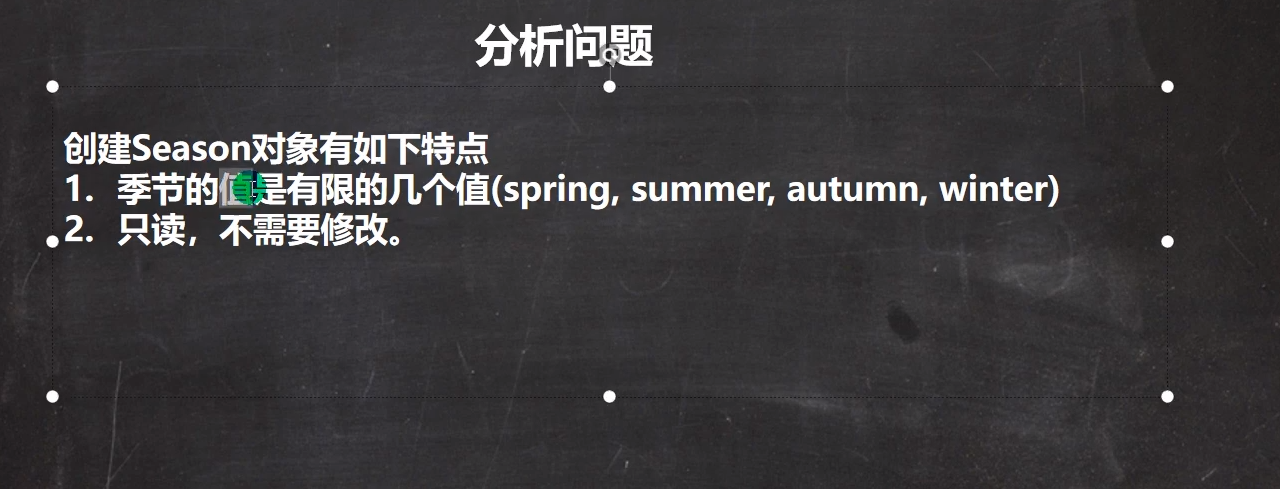 分析问题
创建Season对象有如下特点
1. 季节的值是有限的几个值(spring, summer, autumn, winter)
2. 只读，不需要修改。